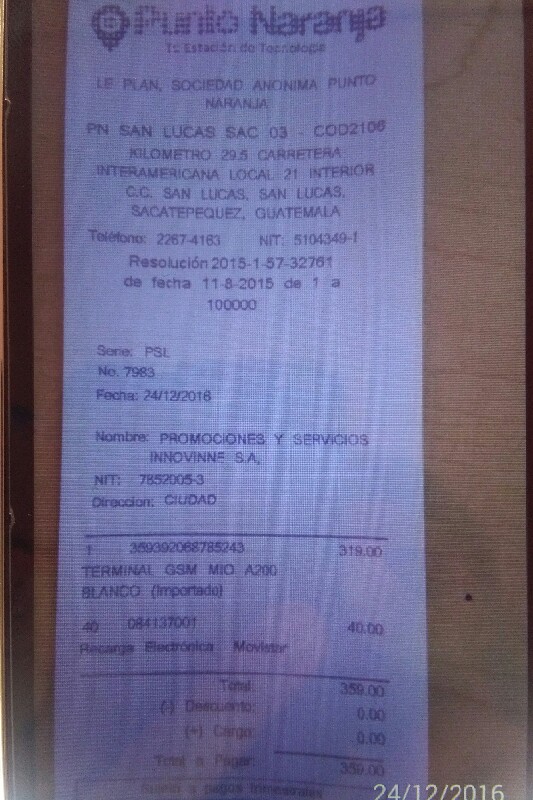 Punto Naranja
Tu Estación de Tecnología
LE PLAN, SOCIEDAD ANONIMA PUNTO
NARANJA
PN SAN LUCAS SAC 03 - COD2106
KILOMETRO 29.5 CARRETERA
INTERAMERICANA LOCAL 21 INTERIOR
C.C. SAN LUCAS, SAN LUCAS,
SACATEPEQUEZ, GUATEMALA
Teléfono: 2267-4163 NIT: 5104349-1
Resolución 2015-1-57-32761
de fecha 11-8-2015 de 1 a
100000
Serie: PSL
No. 7983
Fecha: 24/12/2016
Nombre: PROMOCIONES Y SERVICIOS
INNOVINNE S.A,
NIT: 7852005-3
Direccion: CIUDAD
1 359392068785243 319.00
TERMINAL GSM MIO A200
BLANCO (Importado)
40 084137001 40.00
Recarga Electrónica Movistar
Total: 359.00
(-) Descuento: 0.00
(+) Cargo: 0.00
Total a Pagar: 359.00
Sujeto a pagos trimestrales
24/12/2016